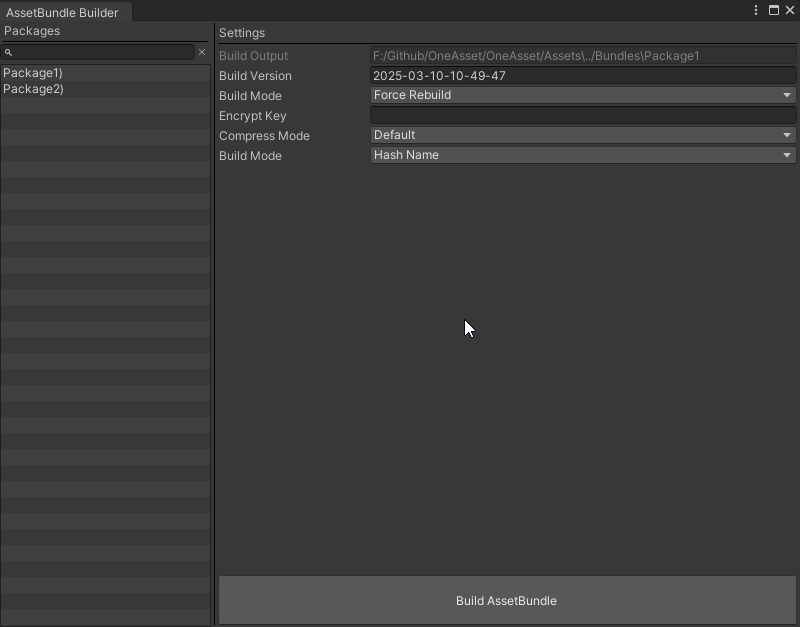 AssetBundle Builder
Packages
Package1)
Package2)
Settings
Build Output F:/Github/OneAsset/OneAsset/Assets\../Bundles\Package1
Build Version 2025-03-10-10-49-47
Build Mode Force Rebuild
Encrypt Key
Compress Mode Default
Build Mode Hash Name
Build AssetBundle